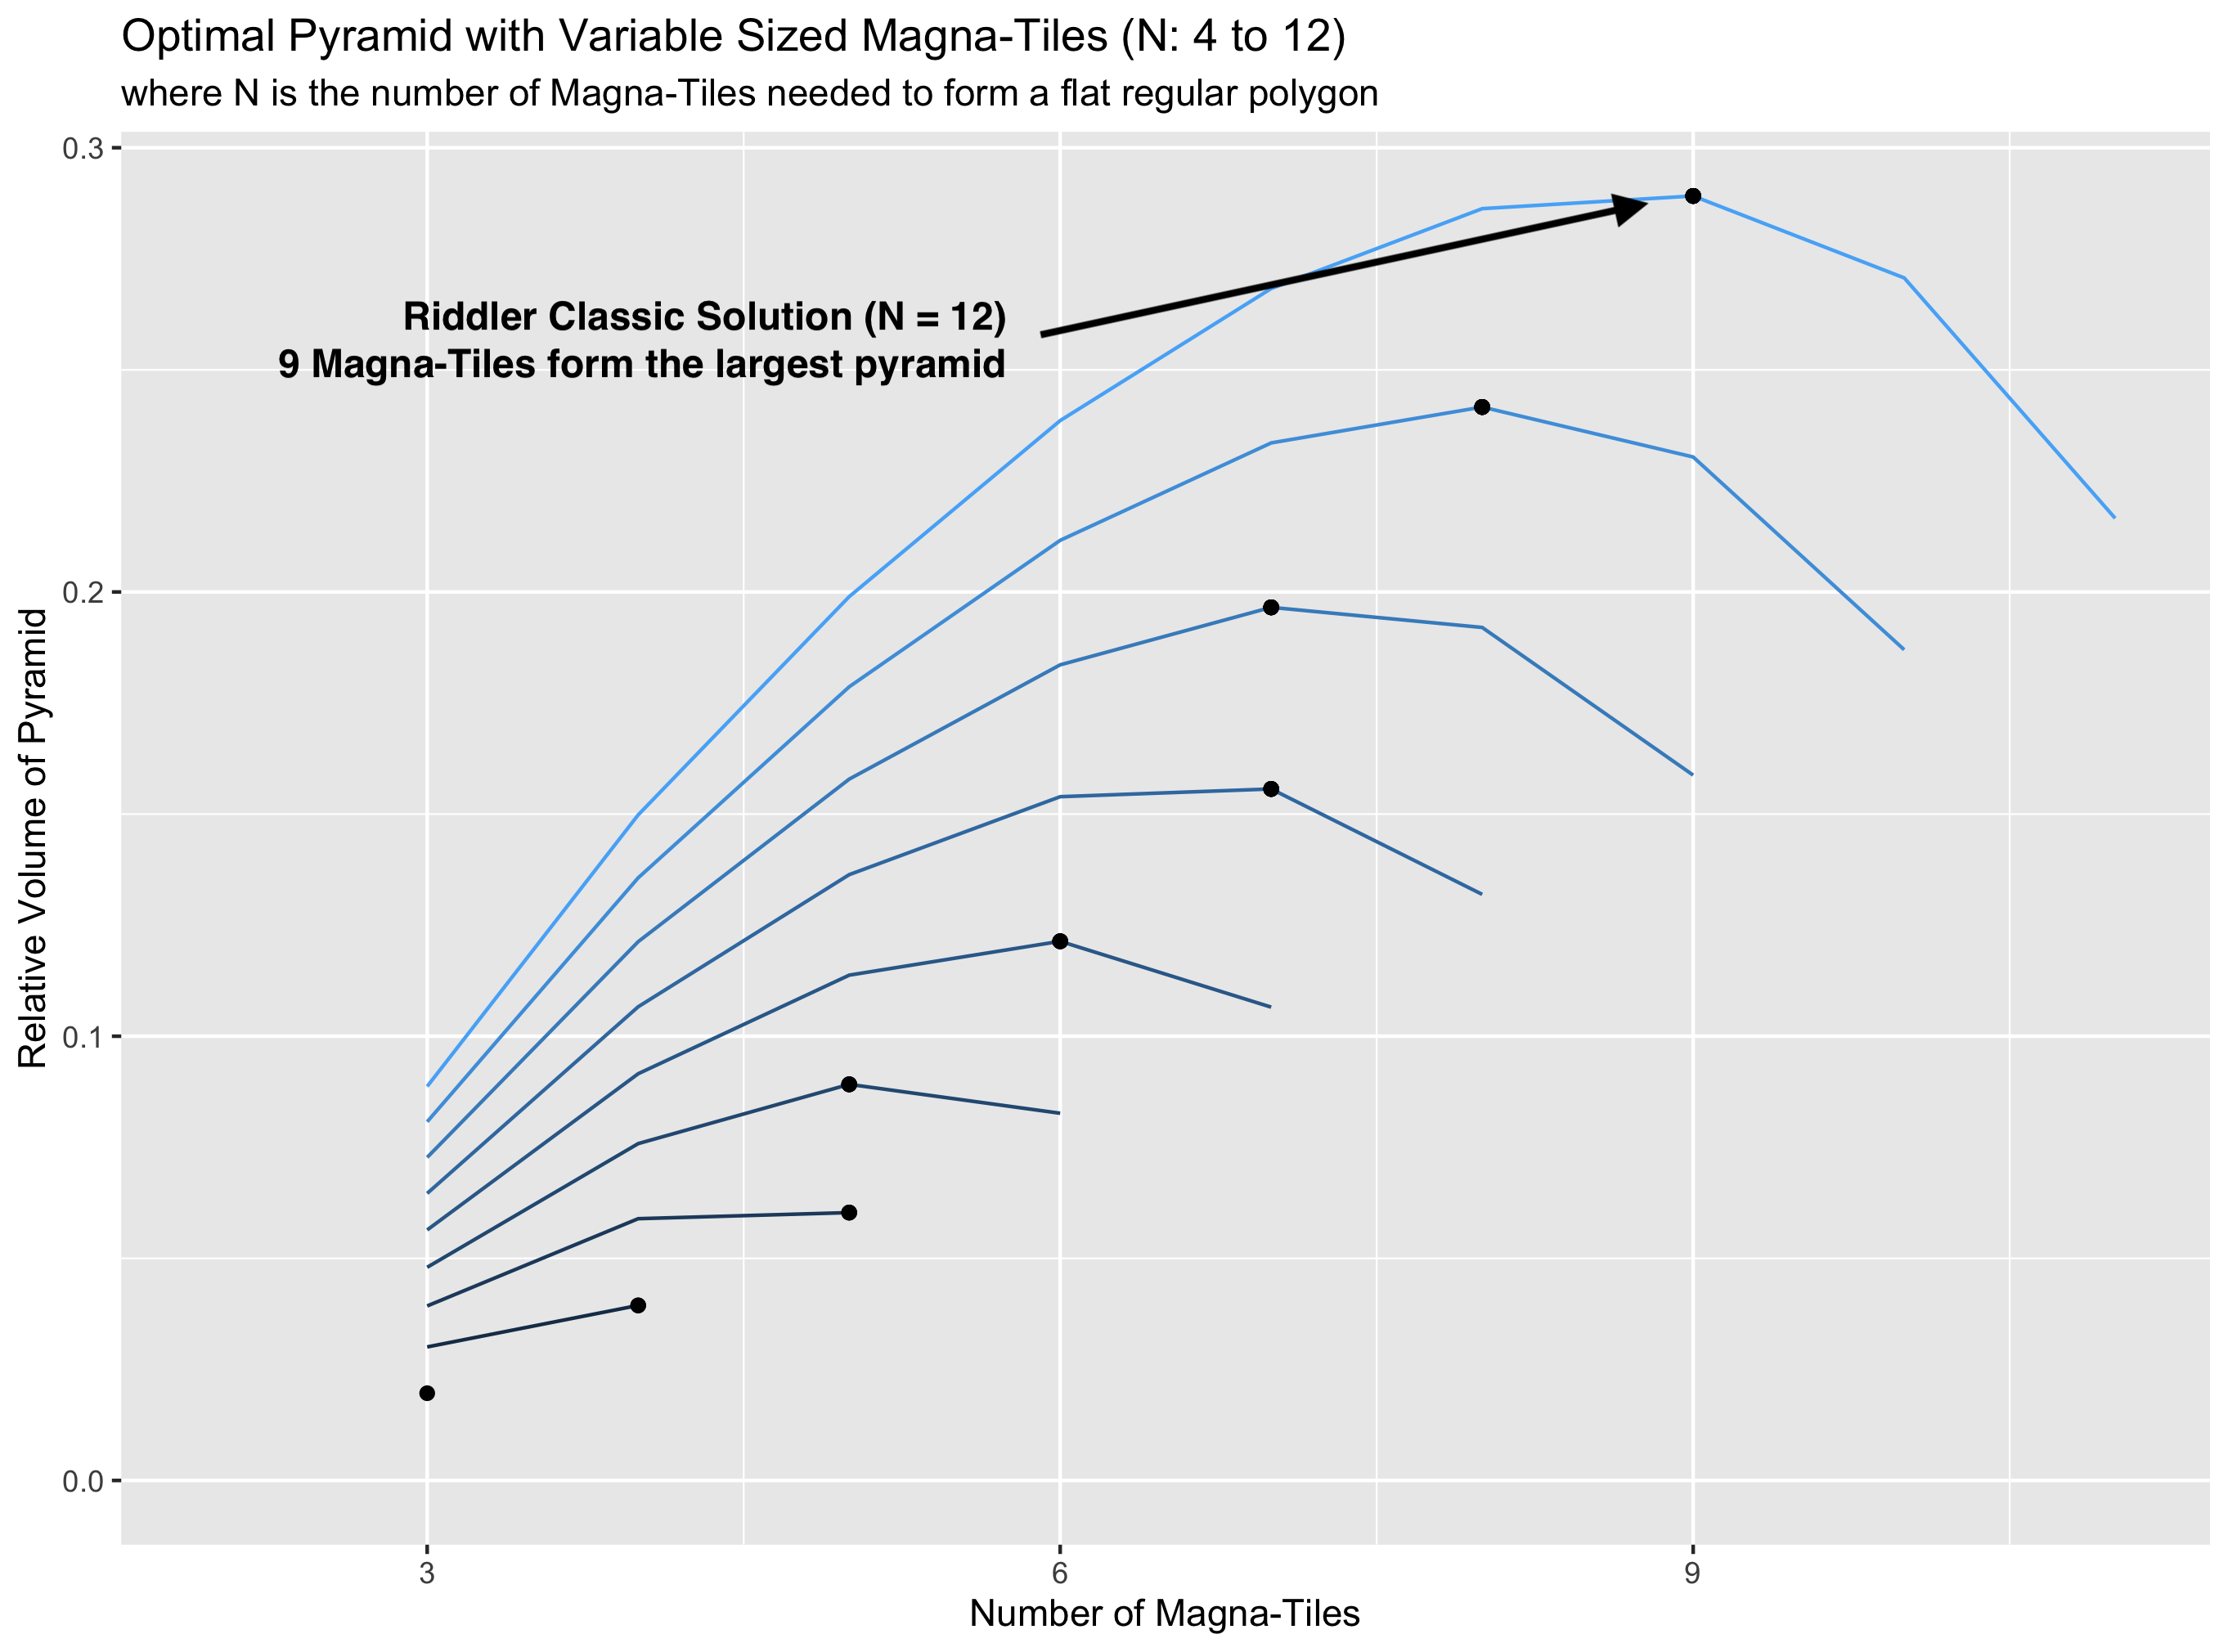 Optimal Pyramid with Variable Sized Magna-Tiles (N: 4 to 12)
where N is the number of Magna-Tiles needed to form a flat regular polygon
0.3
Riddler Classic Solution (N = 12)
9 Magna-Tiles form the largest pyramid
0.2
Relative Volume of Pyramid
0.1
0.0
3
6
9
Number of Magna-Tiles